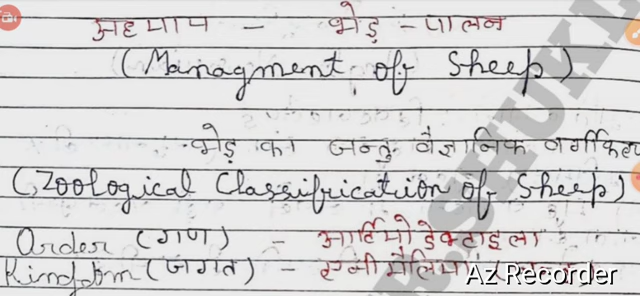 अध्याय - भेड़ - पालन
(Managment of Sheep)
भेड़ का जन्तु वैज्ञानिक वर्गीकरण
(Zoological Classifrication of Sheep)
Order (गण) - आर्टियो डेक्टाइला
Kingdom (जगत) - एनीमैलिया
Az Recorder